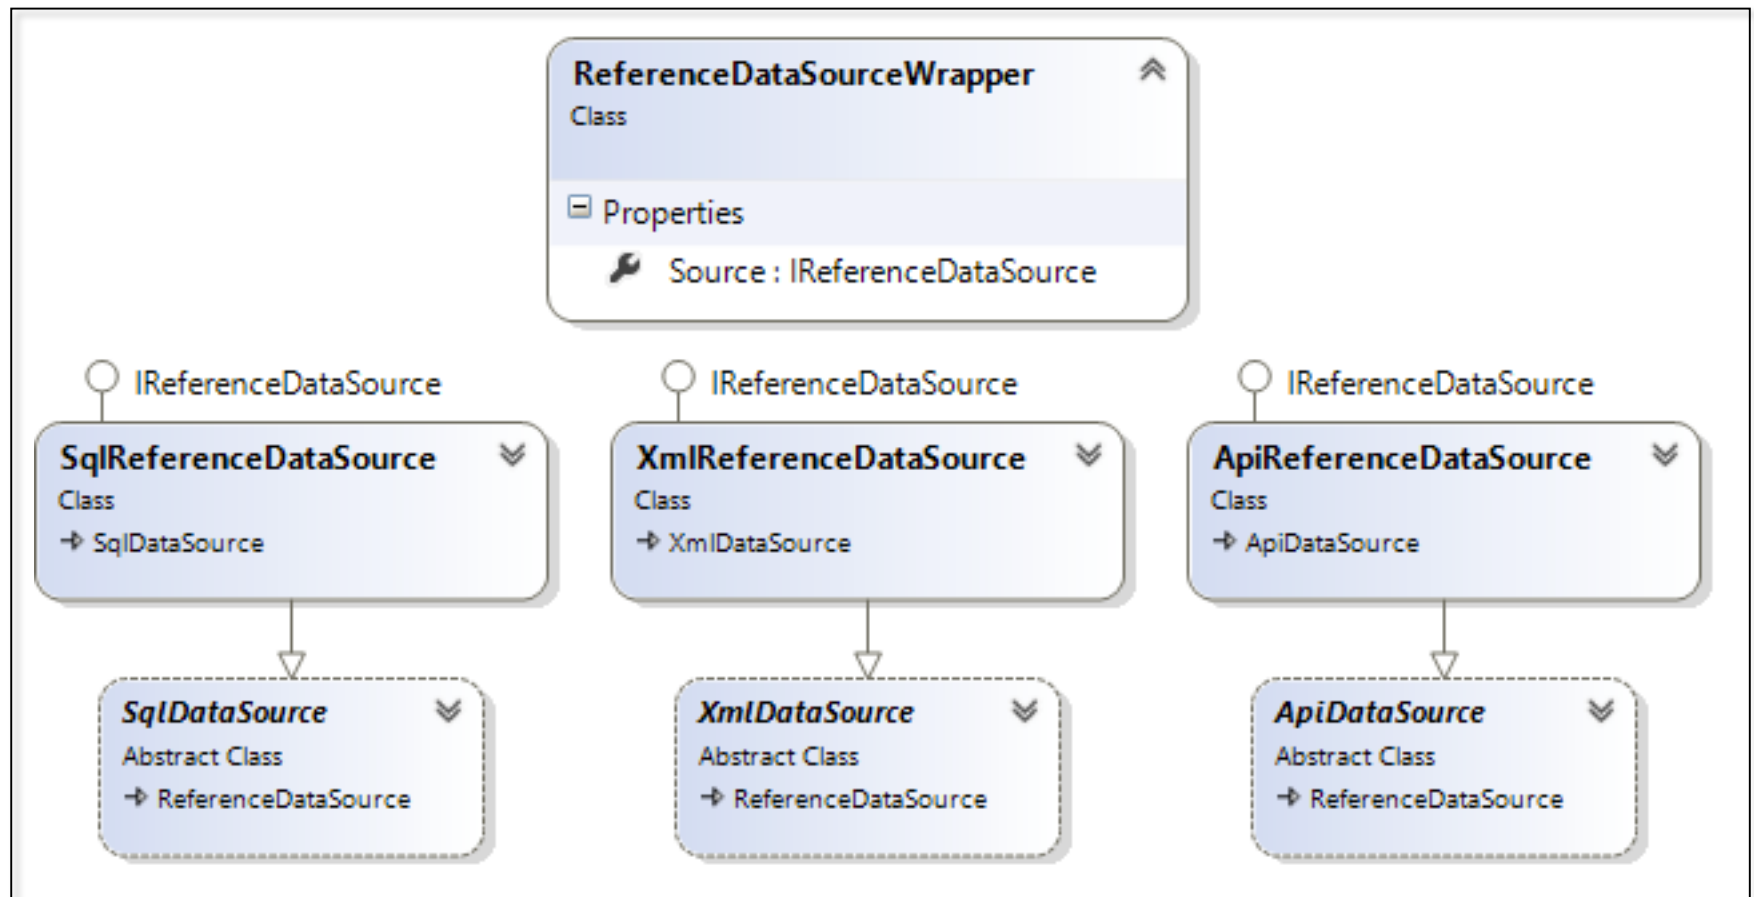 ReferenceDataSourceWrapper
Class
Properties
Source : IReferenceDataSource
IReferenceDataSource
SqlReferenceDataSource
Class
SqlDataSource
SqlDataSource
Abstract Class
ReferenceDataSource
IReferenceDataSource
XmlReferenceDataSource
Class
XmlDataSource
XmlDataSource
Abstract Class
ReferenceDataSource
IReferenceDataSource
ApiReferenceDataSource
Class
ApiDataSource
ApiDataSource
Abstract Class
ReferenceDataSource